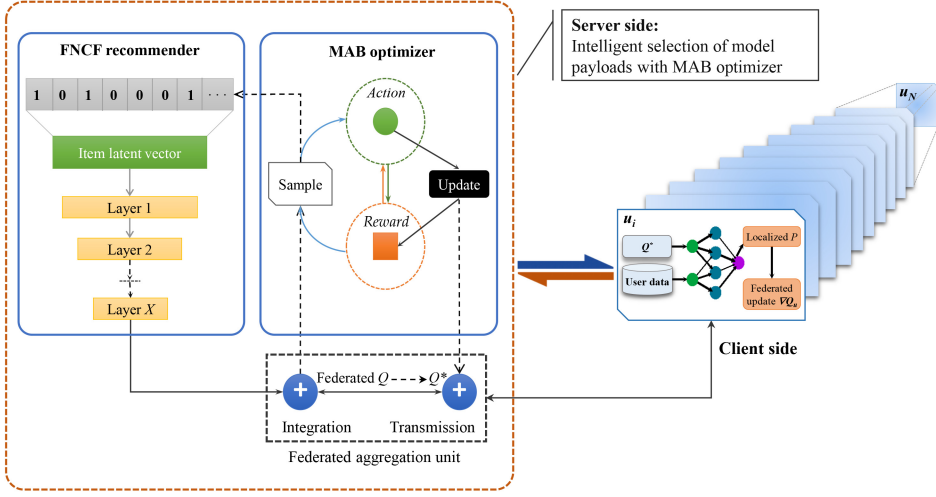 FNCF recommender
1 0 1 0 0 0 1 ...
Item latent vector
Layer 1
Layer 2
Layer X
MAB optimizer
Action
Sample
Update
Reward
Federated Q
Q*
Integration
Transmission
Federated aggregation unit
Server side:
Intelligent selection of model
payloads with MAB optimizer
u_N
u_i
Q*
User data
Localized P
Federated
update ∇Q_u
Client side